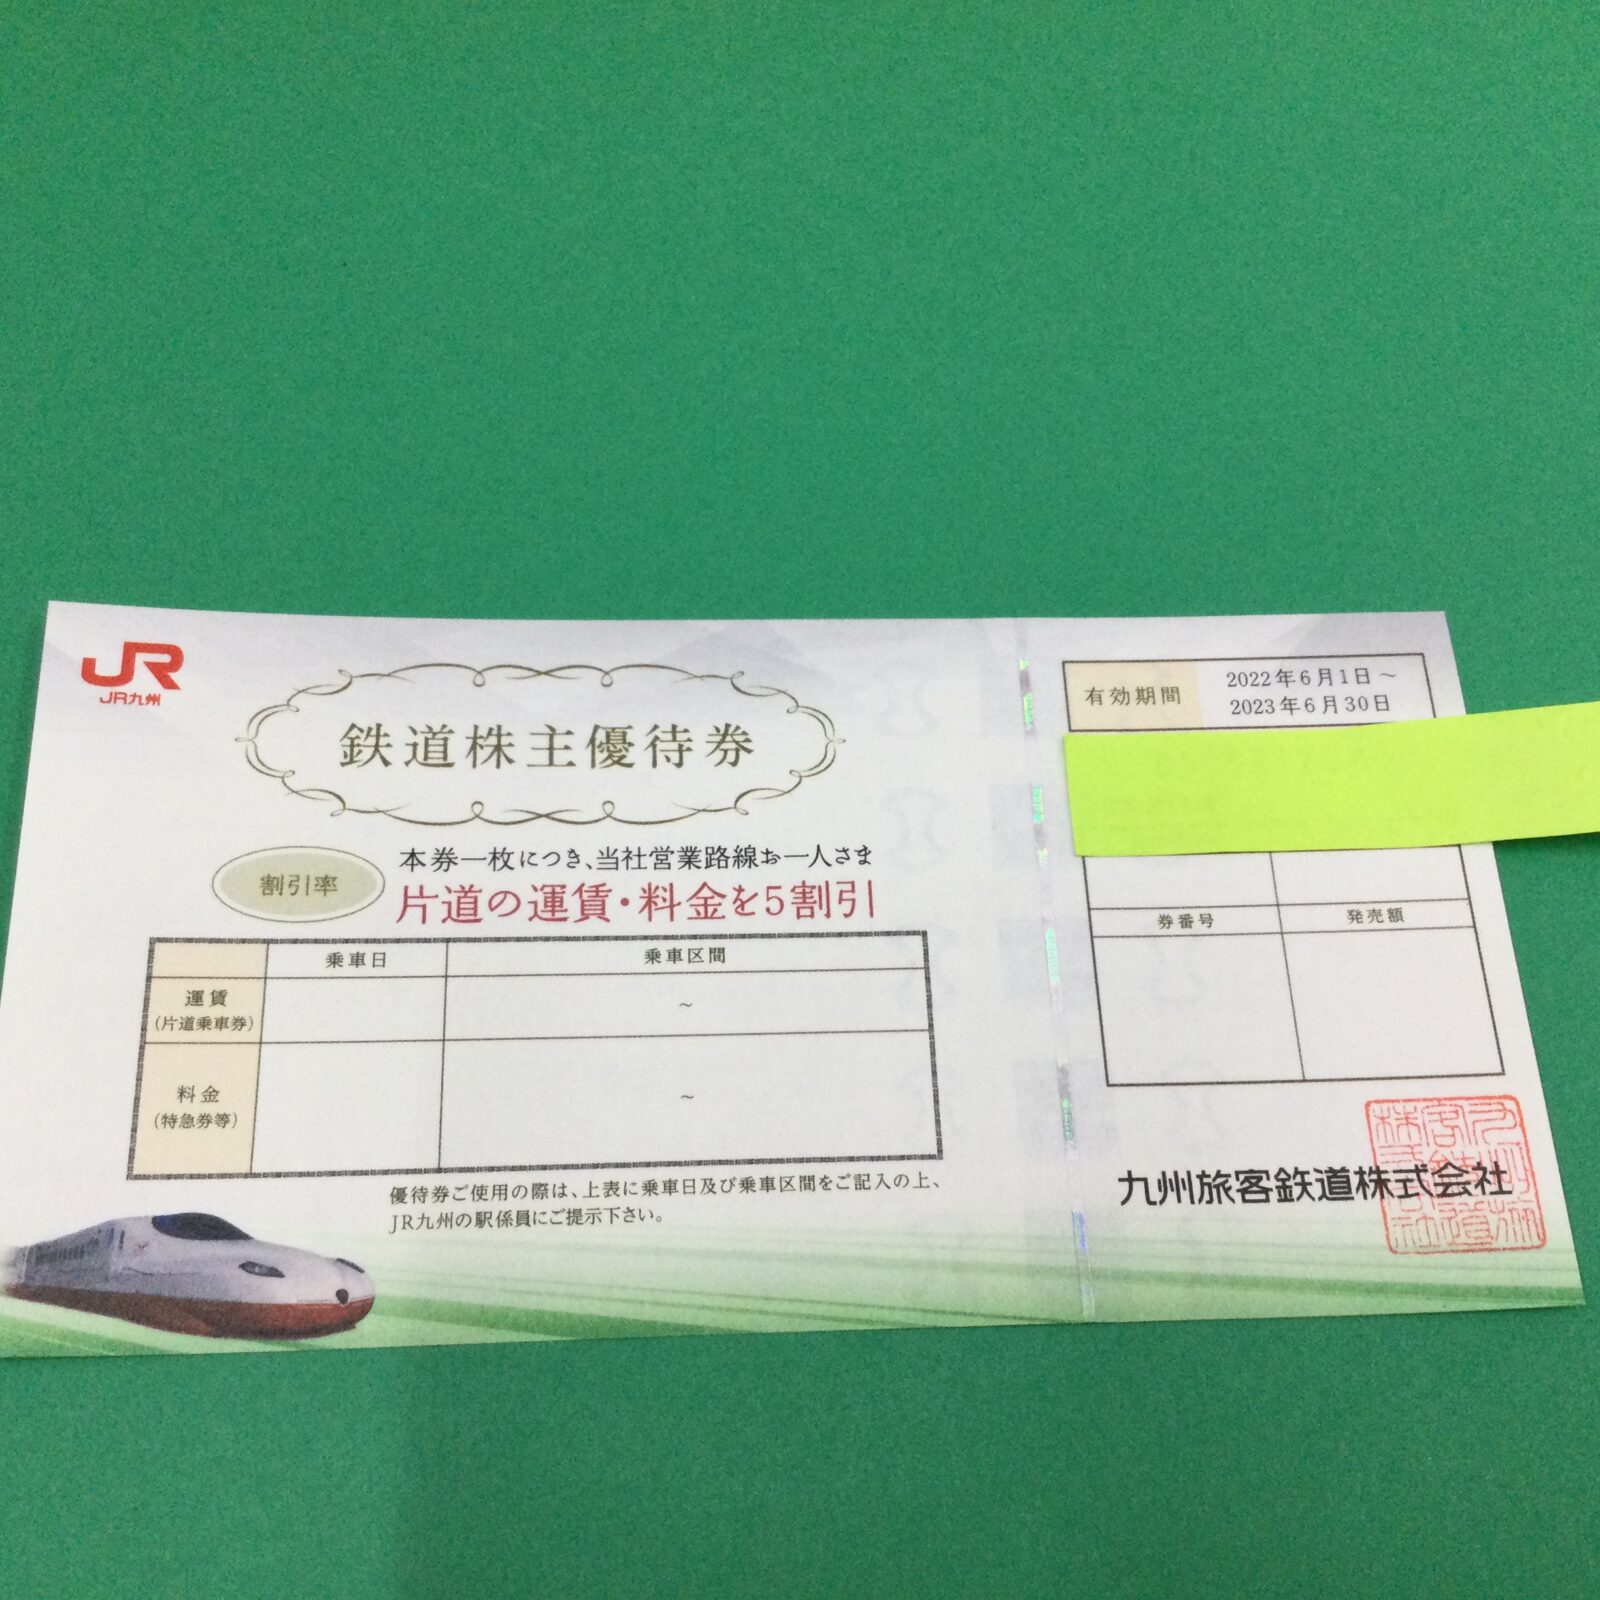 JR
JR九州
鉄道株主優待券
割引率
本券一枚につき、当社営業路線お一人さま
片道の運賃・料金を5割引
乗車日
乗車区間
運賃
(片道乗車券)
~
料金
(特急券等)
~
優待券ご使用の際は、上表に乗車日及び乗車区間をご記入の上、
JR九州の駅係員にご提示下さい。
有効期間
2022年6月1日~
2023年6月30日
券番号
発売額
九州旅客鉄道株式会社